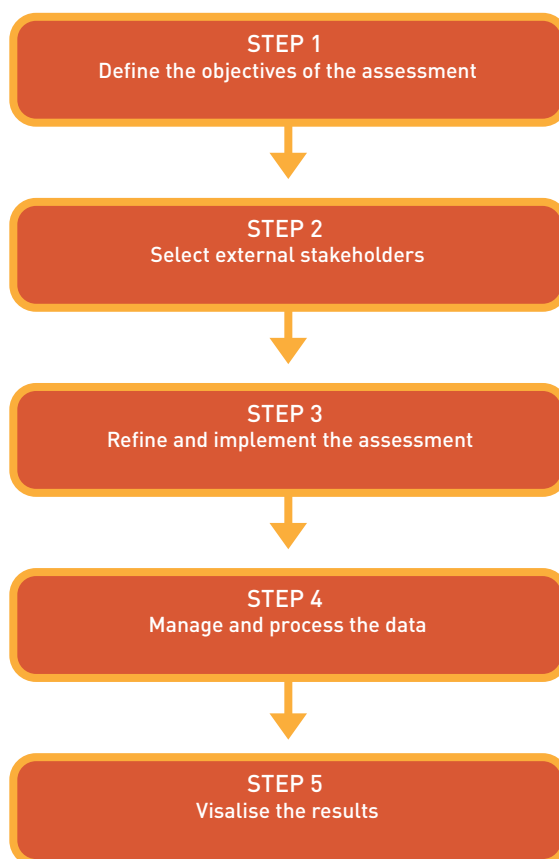 STEP 1
Define the objectives of the assessment
STEP 2
Select external stakeholders
STEP 3
Refine and implement the assessment
STEP 4
Manage and process the data
STEP 5
Visalise the results